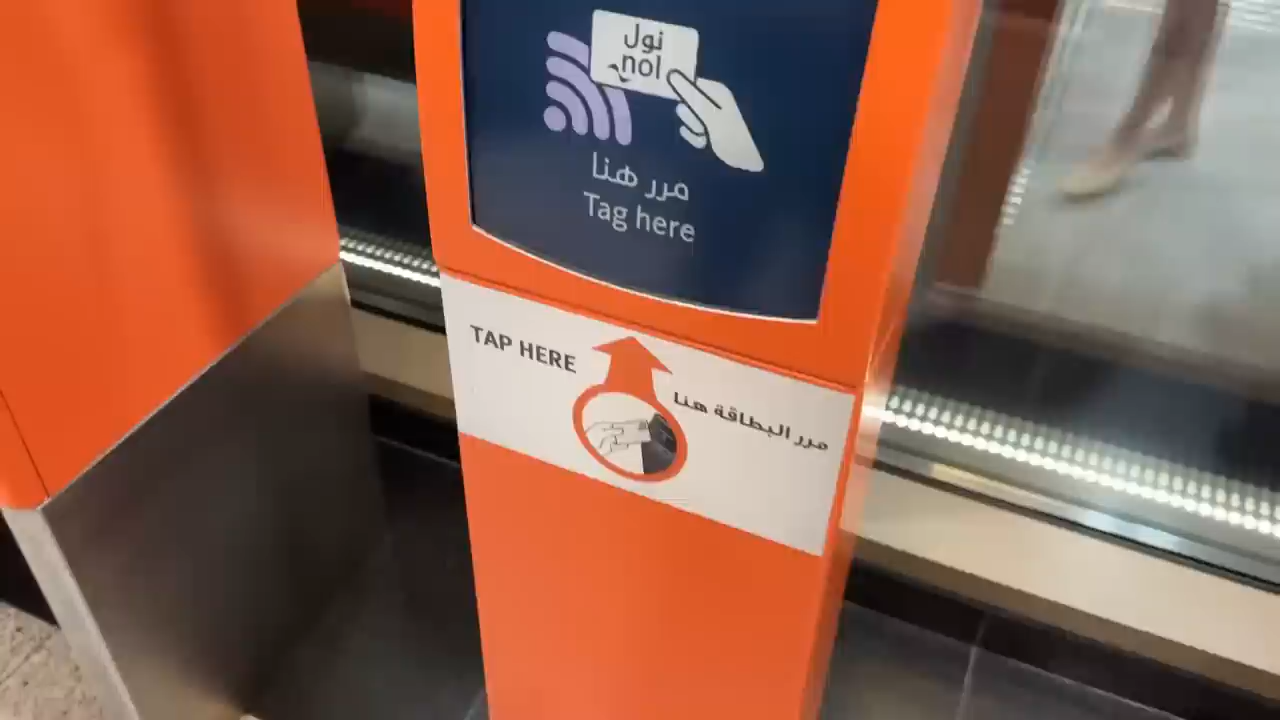 نول
nol
مرر هنا
Tag here
TAP HERE
مرر البطاقة هنا